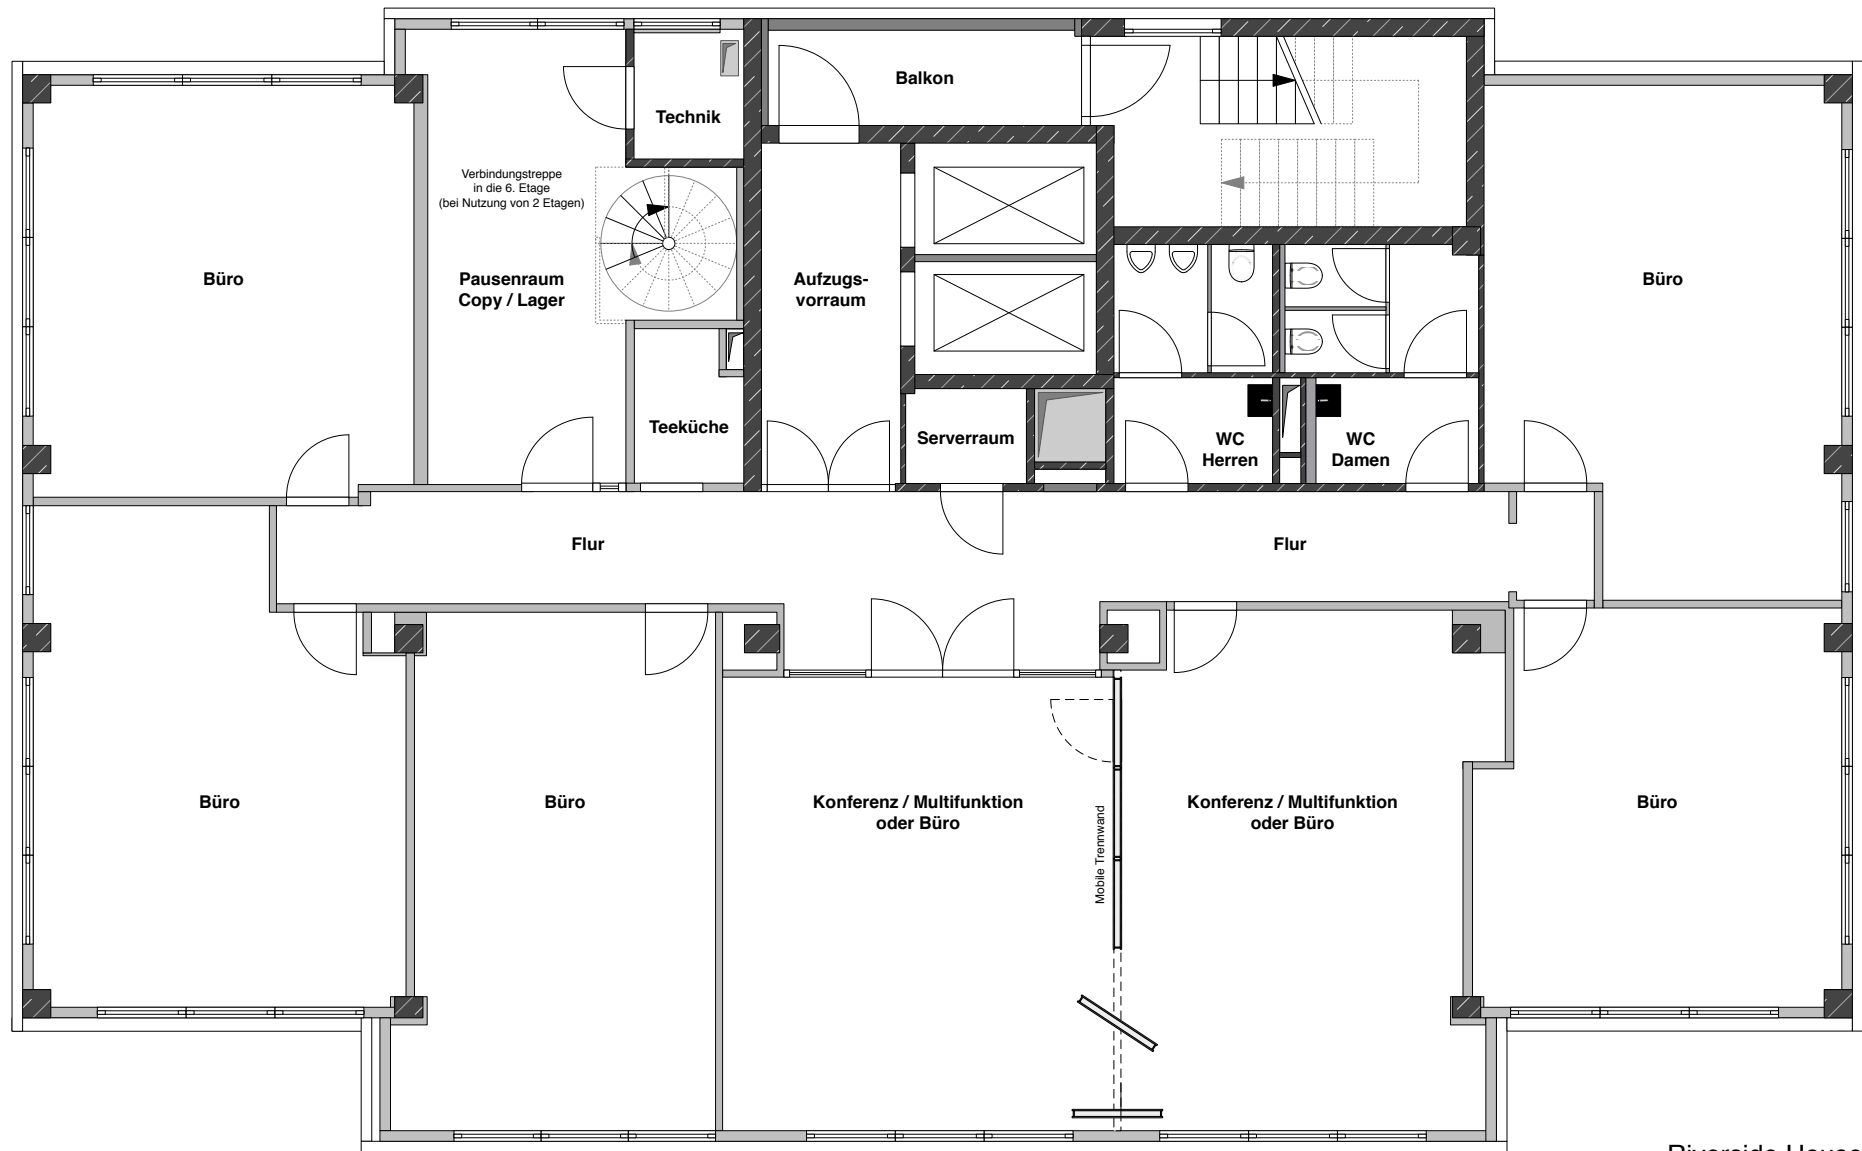 Balkon
Technik
Verbindungstreppe
in die 6. Etage
(bei Nutzung von 2 Etagen)
Büro
Pausenraum
Copy / Lager
Aufzugs-
vorraum
Büro
Teeküche
Serverraum
WC
Herren
WC
Damen
Flur
Flur
Büro
Büro
Konferenz / Multifunktion
oder Büro
Mobile Trennwand
Konferenz / Multifunktion
oder Büro
Büro
Riverside House